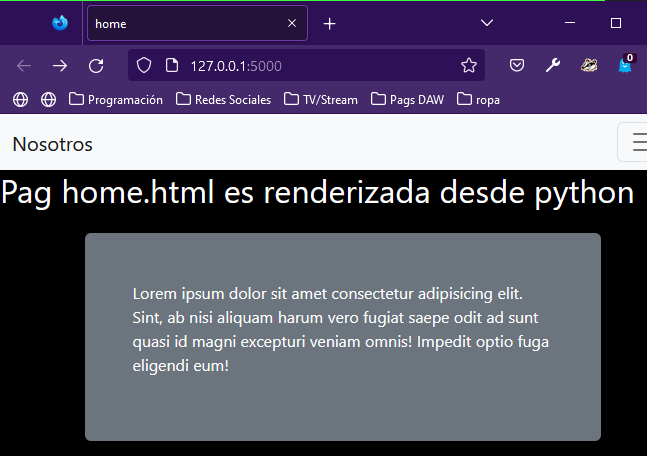 home
127.0.0.1:5000
0
Programación
Redes Sociales
TV/Stream
Pags DAW
ropa
Nosotros
Pag home.html es renderizada desde python
Lorem ipsum dolor sit amet consectetur adipisicing elit.
Sint, ab nisi aliquam harum vero fugiat saepe odit ad sunt
quasi id magni excepturi veniam omnis! Impedit optio fuga
eligendi eum!